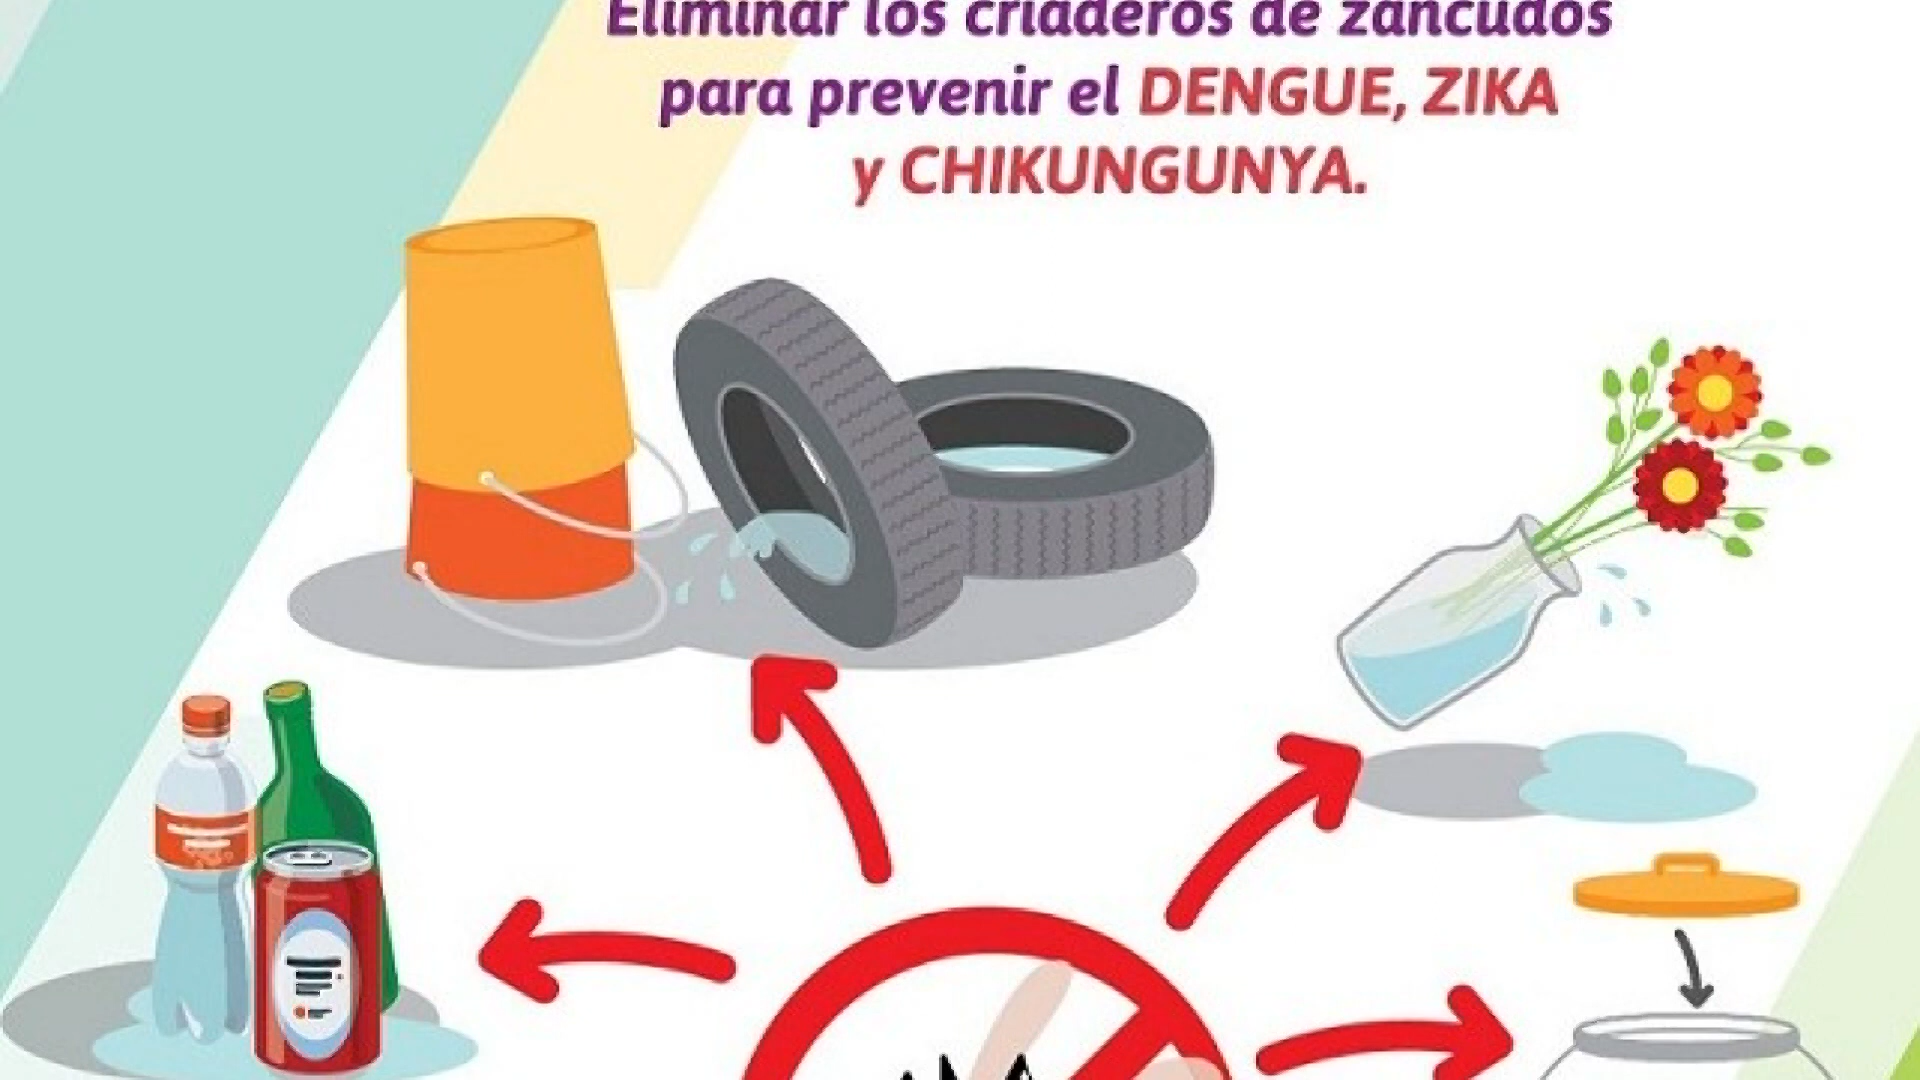 Eliminar los criaderos de zancudos
para prevenir el DENGUE, ZIKA
y CHIKUNGUNYA.